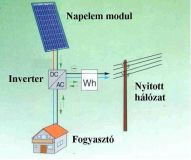 Napelem modul
Inverter
DC
AC
Wh
Nyitott
hálózat
Fogyasztó